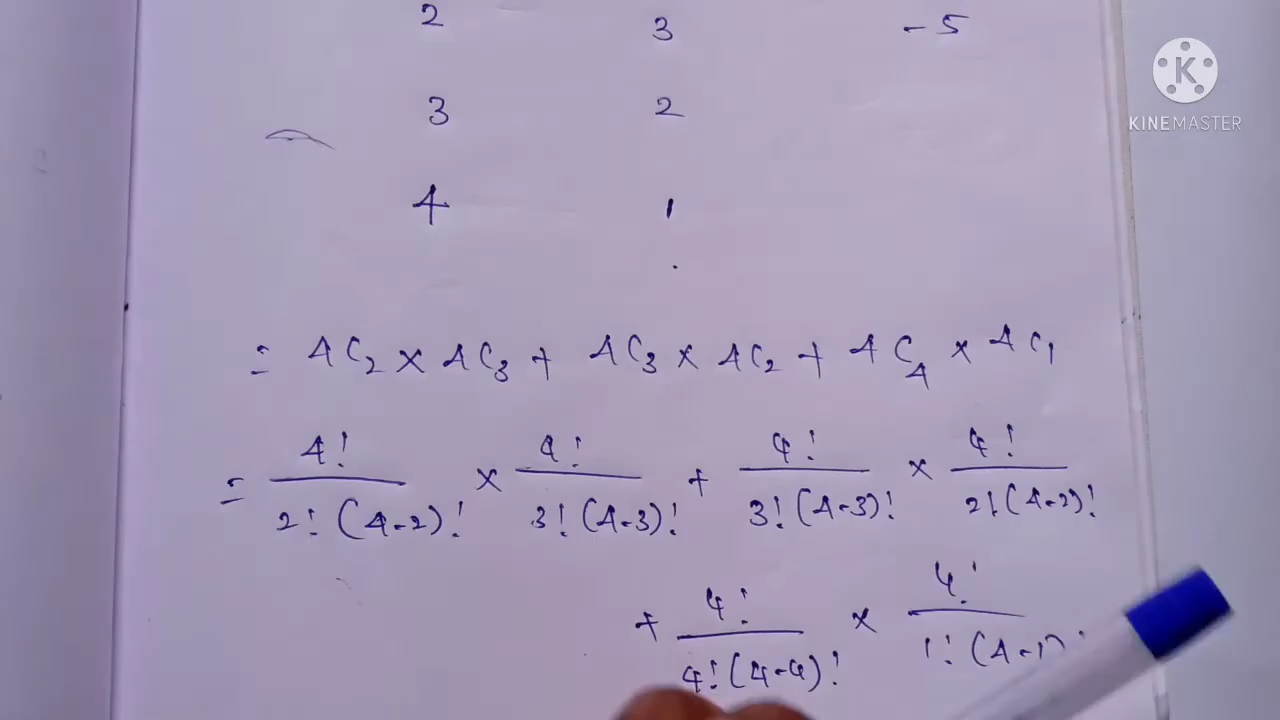 2 3 - 5
K
3 2
KINEMASTER
4 1
= 4C2 × 4C3 + 4C3 × 4C2 + 4C4 × 4C1
= 4! / 2! (4-2)! × 4! / 3! (4-3)! + 4! / 3! (4-3)! × 4! / 2! (4-2)!
+ 4! / 4! (4-4)! × 4! / 1! (4-1)!